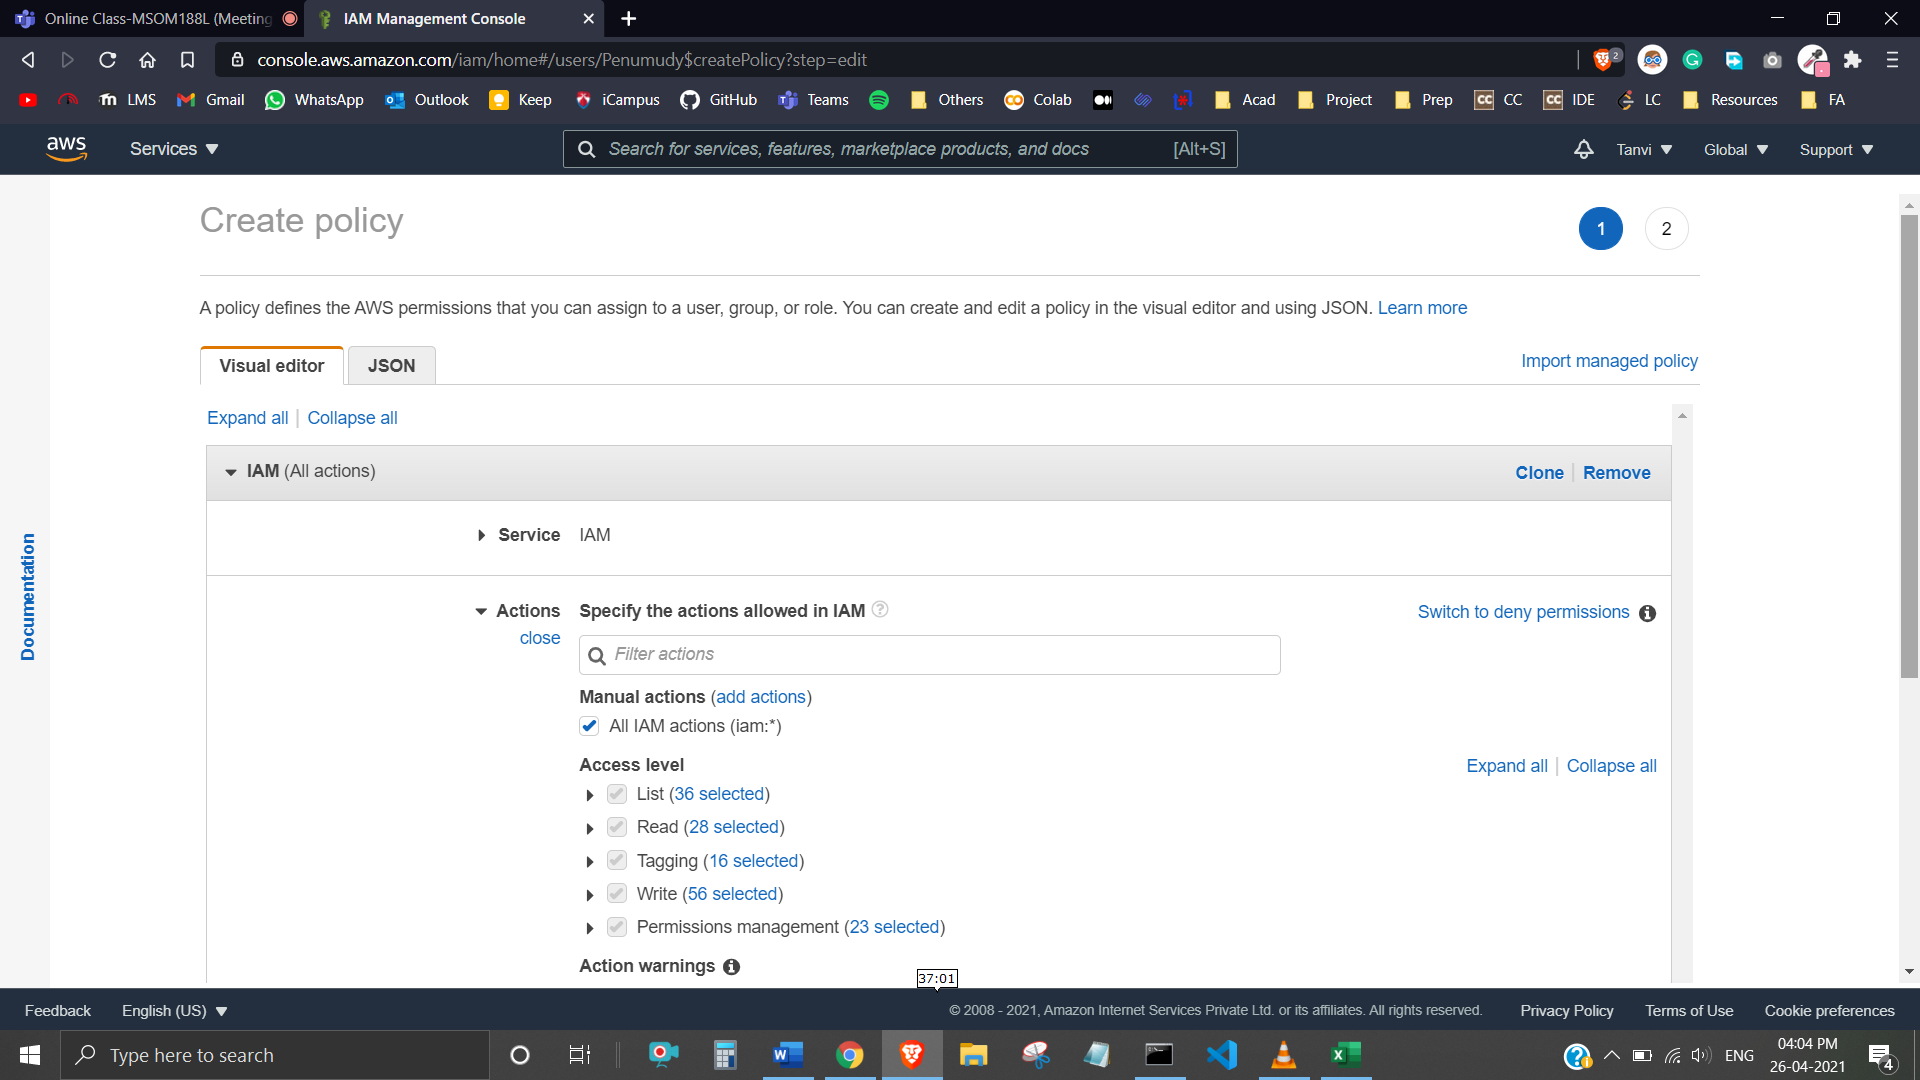 Online Class-MSOM188L (Meeting
IAM Management Console
console.aws.amazon.com/iam/home#/users/Penumudy$createPolicy?step=edit
2
LMS Gmail WhatsApp Outlook Keep iCampus GitHub Teams Others Colab Acad Project Prep CC CC CC IDE LC Resources FA
aws Services Search for services, features, marketplace products, and docs [Alt+S] Tanvi Global Support
Create policy
1 2
A policy defines the AWS permissions that you can assign to a user, group, or role. You can create and edit a policy in the visual editor and using JSON. Learn more
Visual editor JSON Import managed policy
Expand all Collapse all
IAM (All actions) Clone Remove
Service IAM
Documentation
Actions Specify the actions allowed in IAM Switch to deny permissions
close
Filter actions
Manual actions (add actions)
All IAM actions (iam:*)
Access level Expand all Collapse all
List (36 selected)
Read (28 selected)
Tagging (16 selected)
Write (56 selected)
Permissions management (23 selected)
Action warnings
37:01
Feedback English (US) © 2008 - 2021, Amazon Internet Services Private Ltd. or its affiliates. All rights reserved. Privacy Policy Terms of Use Cookie preferences
Type here to search ENG 04:04 PM
26-04-2021 4